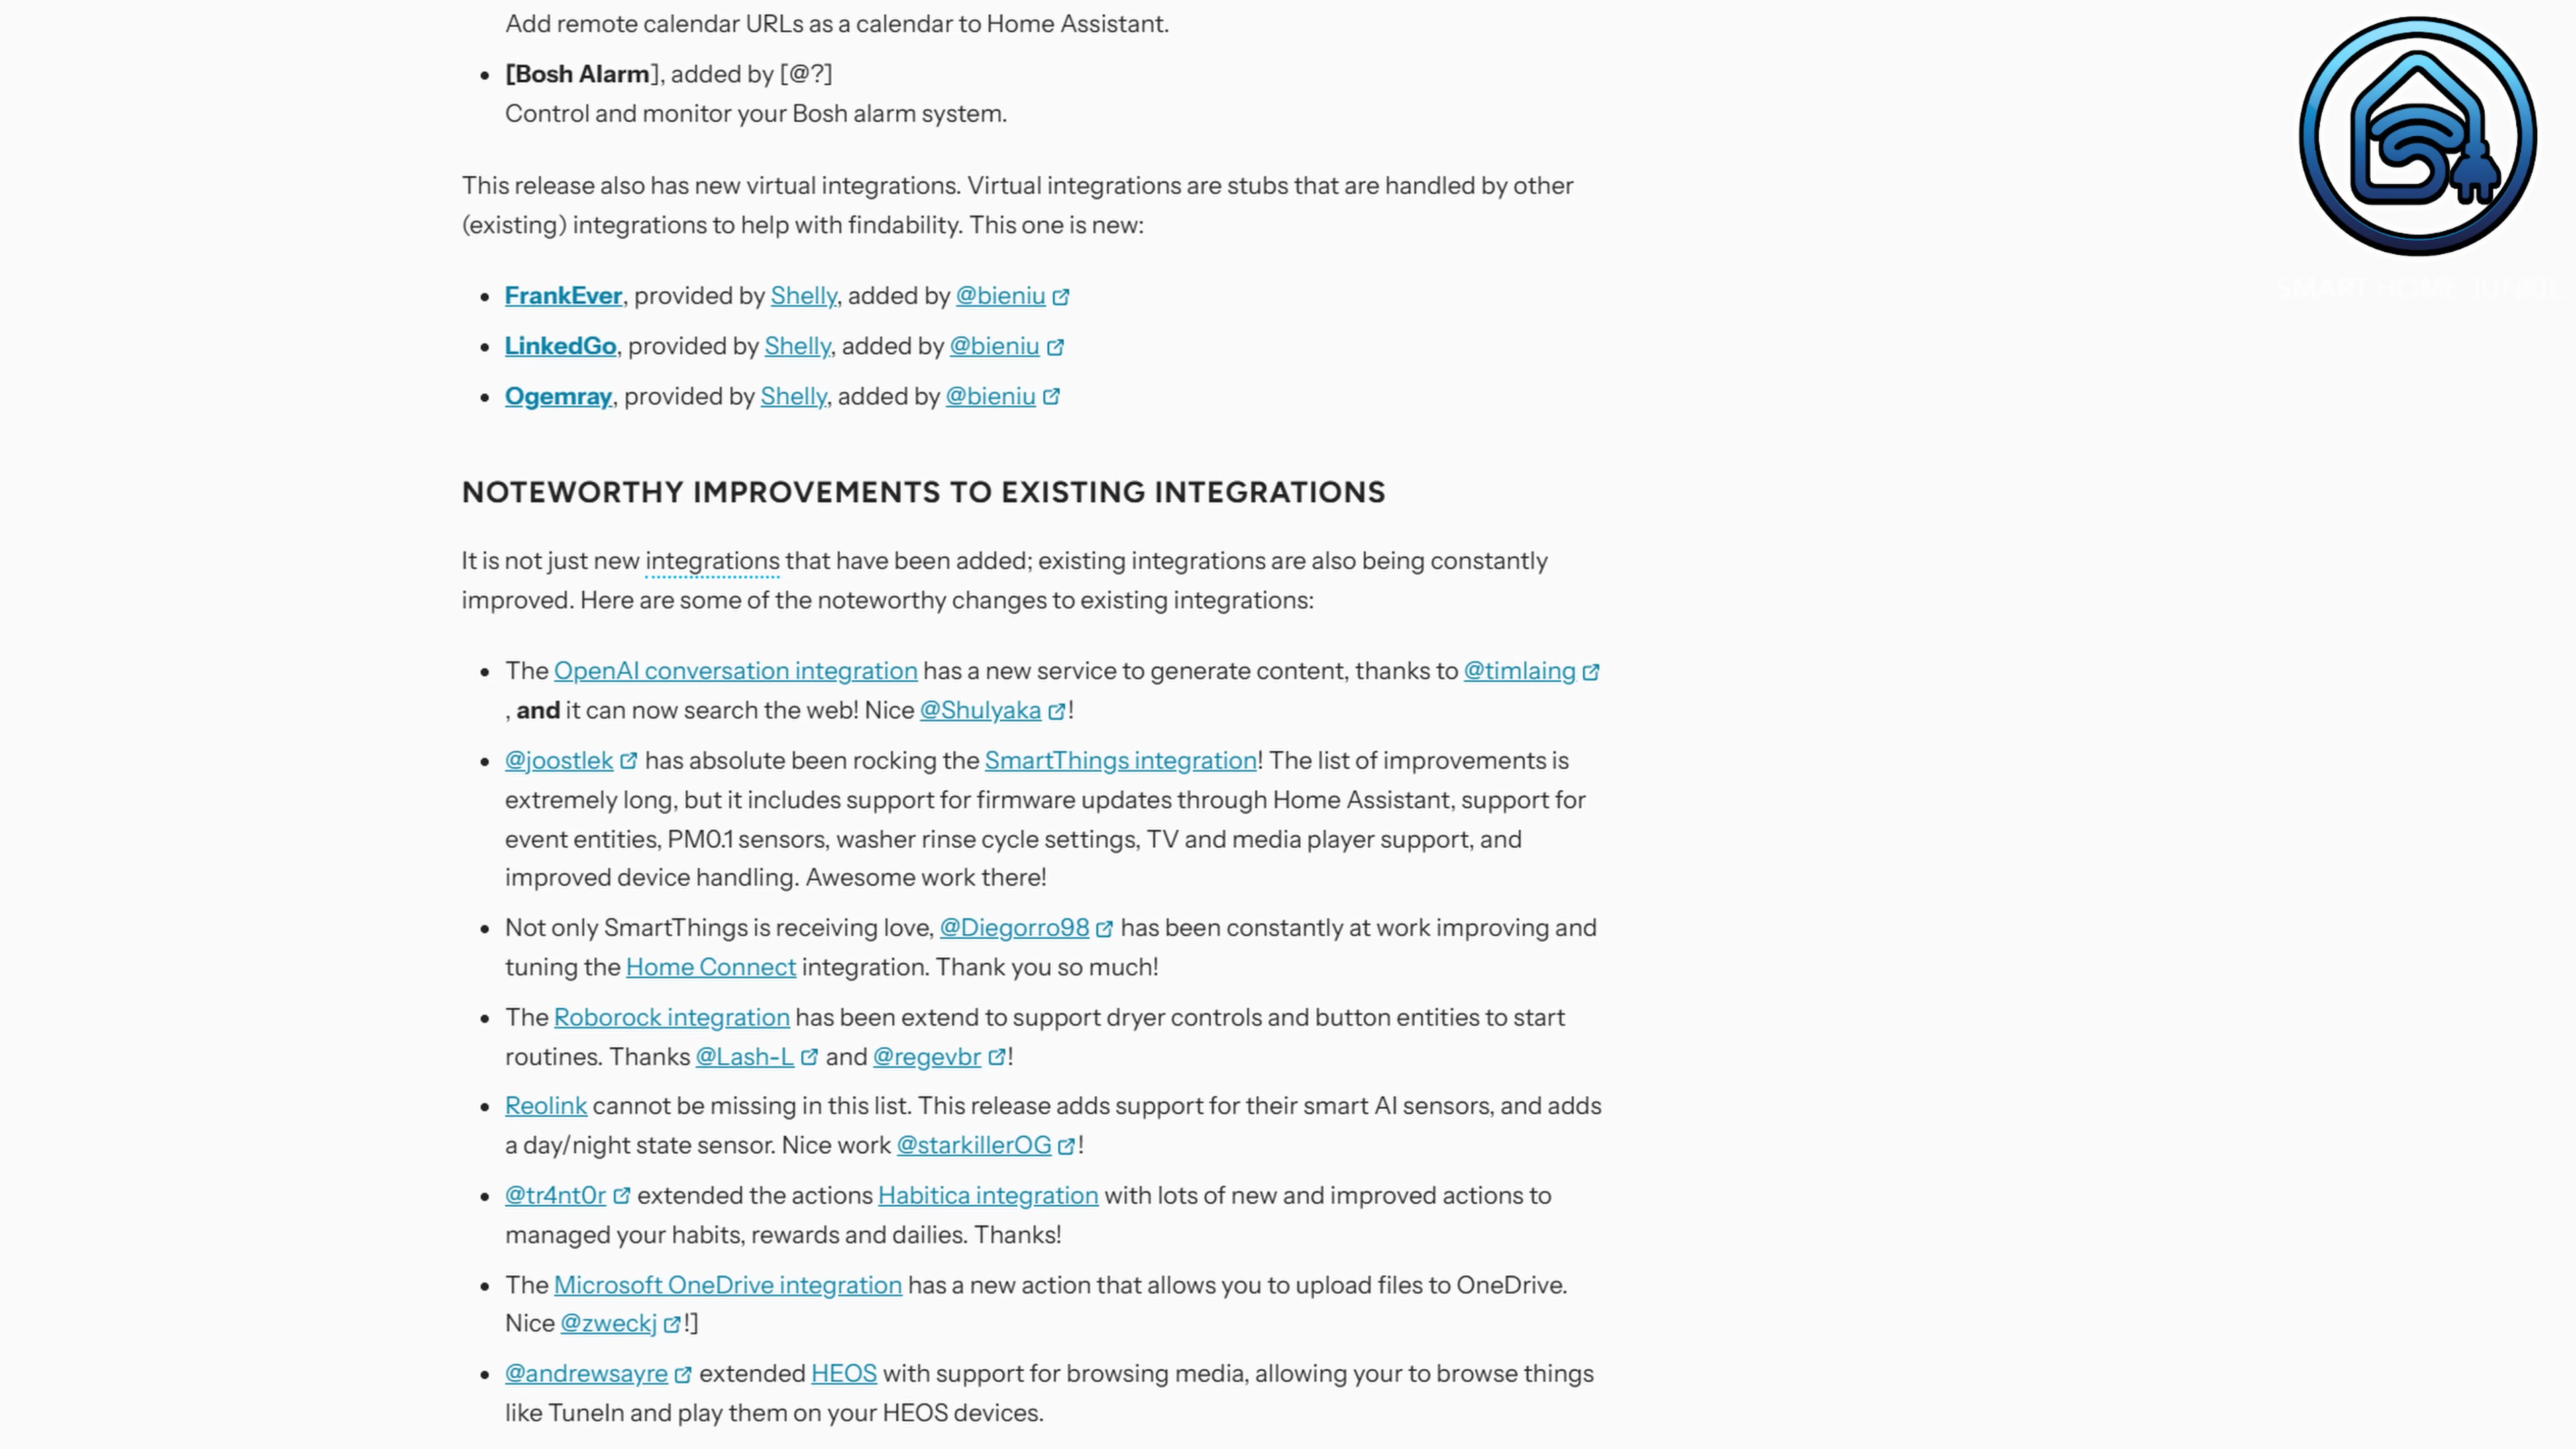 Add remote calendar URLs as a calendar to Home Assistant.
[Bosh Alarm], added by [@?]
Control and monitor your Bosh alarm system.
This release also has new virtual integrations. Virtual integrations are stubs that are handled by other
(existing) integrations to help with findability. This one is new:
FrankEver, provided by Shelly, added by @bieniu
LinkedGo, provided by Shelly, added by @bieniu
Ogemray, provided by Shelly, added by @bieniu
NOTEWORTHY IMPROVEMENTS TO EXISTING INTEGRATIONS
It is not just new integrations that have been added; existing integrations are also being constantly
improved. Here are some of the noteworthy changes to existing integrations:
The OpenAI conversation integration has a new service to generate content, thanks to @timlaing
, and it can now search the web! Nice @Shulyaka !
@joostlek has absolute been rocking the SmartThings integration! The list of improvements is
extremely long, but it includes support for firmware updates through Home Assistant, support for
event entities, PM0.1 sensors, washer rinse cycle settings, TV and media player support, and
improved device handling. Awesome work there!
Not only SmartThings is receiving love, @Diegorro98 has been constantly at work improving and
tuning the Home Connect integration. Thank you so much!
The Roborock integration has been extend to support dryer controls and button entities to start
routines. Thanks @Lash-L and @regevbr !
Reolink cannot be missing in this list. This release adds support for their smart AI sensors, and adds
a day/night state sensor. Nice work @starkillerOG !
@tr4nt0r extended the actions Habitica integration with lots of new and improved actions to
managed your habits, rewards and dailies. Thanks!
The Microsoft OneDrive integration has a new action that allows you to upload files to OneDrive.
Nice @zweckj !]
@andrewsayre extended HEOS with support for browsing media, allowing your to browse things
like TuneIn and play them on your HEOS devices.
SMART HOME JUNKIE